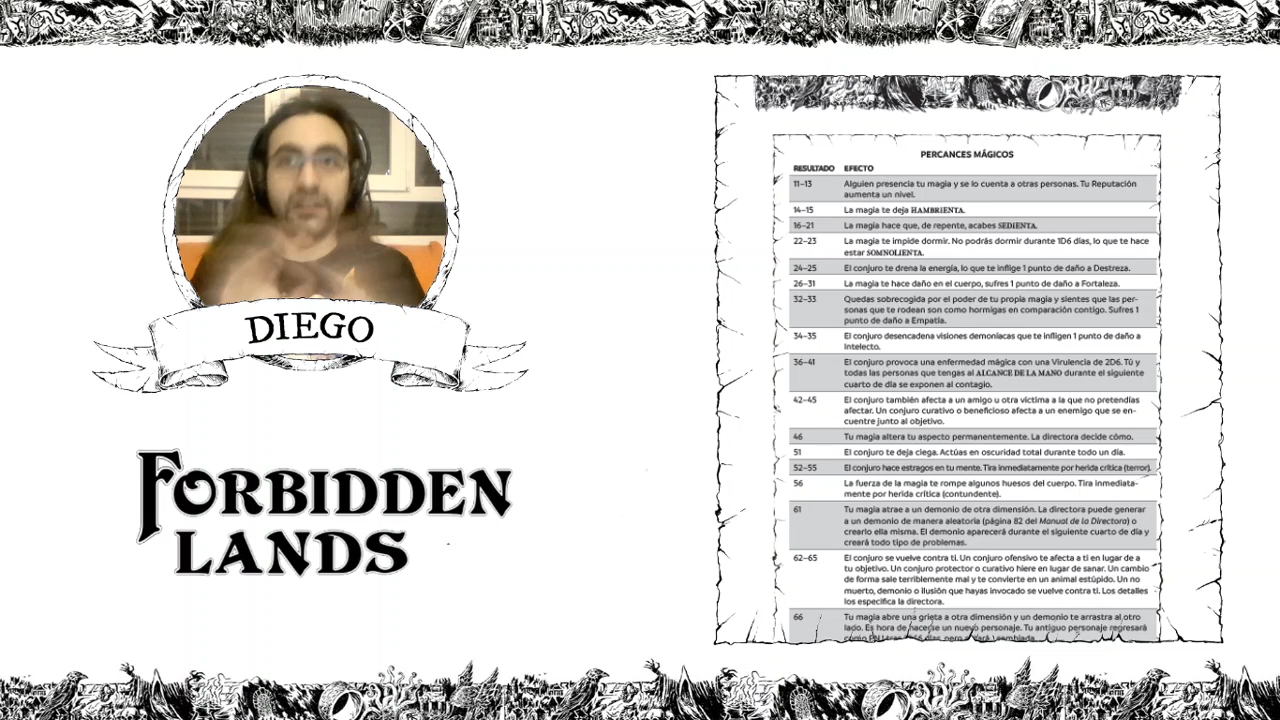 DIEGO
FORBIDDEN
LANDS
PERCANCES MÁGICOS
RESULTADO EFECTO
11–13 Alguien presencia tu magia y se lo cuenta a otras personas. Tu Reputación
aumenta un nivel.
14–15 La magia te deja HAMBRIENTA.
16–21 La magia hace que, de repente, acabes SEDIENTA.
22–23 La magia te impide dormir. No podrás dormir durante 1D6 días, lo que te hace
estar SOMNOLIENTA.
24–25 El conjuro te drena la energía, lo que te inflige 1 punto de daño a Destreza.
26–31 La magia te hace daño en el cuerpo, sufres 1 punto de daño a Fortaleza.
32–33 Quedas sobrecogida por el poder de tu propia magia y sientes que las per-
sonas que te rodean son como hormigas en comparación contigo. Sufres 1
punto de daño a Empatía.
34–35 El conjuro desencadena visiones demoníacas que te infligen 1 punto de daño a
Intelecto.
36–41 El conjuro provoca una enfermedad mágica con una Virulencia de 2D6. Tú y
todas las personas que tengas al ALCANCE DE LA MANO durante el siguiente
cuarto de día se exponen al contagio.
42–45 El conjuro también afecta a un amigo u otra víctima a la que no pretendías
afectar. Un conjuro curativo o beneficioso afecta a un enemigo que se en-
cuentre junto al objetivo.
46 Tu magia altera tu aspecto permanentemente. La directora decide cómo.
51 El conjuro te deja ciega. Actúas en oscuridad total durante todo un día.
52–55 El conjuro hace estragos en tu mente. Tira inmediatamente por herida crítica (terror).
56 La fuerza de la magia te rompe algunos huesos del cuerpo. Tira inmediata-
mente por herida crítica (contundente).
61 Tu magia atrae a un demonio de otra dimensión. La directora puede generar
a un demonio de manera aleatoria (página 82 del Manual de la Directora) o
crearlo ella misma. El demonio aparecerá durante el siguiente cuarto de día y
creará todo tipo de problemas.
62–65 El conjuro se vuelve contra ti. Un conjuro ofensivo te afecta a ti en lugar de a
tu objetivo. Un conjuro protector o curativo hiere en lugar de sanar. Un cambio
de forma sale terriblemente mal y te convierte en un animal estúpido. Un no
muerto, demonio o ilusión que hayas invocado se vuelve contra ti. Los detalles
los especifica la directora.
66 Tu magia abre una grieta a otra dimensión y un demonio te arrastra al otro
lado. Es hora de hacerse un nuevo personaje. Tu antiguo personaje regresará
como